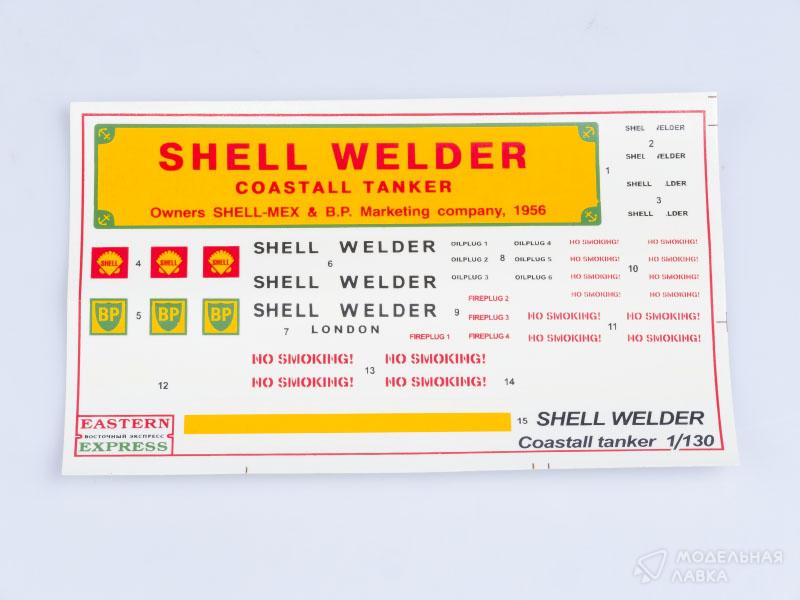 SHELL WELDER
COASTALL TANKER
Owners SHELL-MEX & B.P. Marketing company, 1956
1
SHELL WELDER
2
SHELL WELDER
SHELL WELDER
3
SHELL WELDER
SHELL 4 SHELL SHELL
BP 5 BP BP
SHELL WELDER
6
SHELL WELDER
SHELL WELDER
7 LONDON
OILPLUG 1 OILPLUG 4
OILPLUG 2 8 OILPLUG 5
OILPLUG 3 OILPLUG 6
NO SMOKING! NO SMOKING!
NO SMOKING! NO SMOKING!
10
NO SMOKING! NO SMOKING!
NO SMOKING! NO SMOKING!
FIREPLUG 2
9 FIREPLUG 3
FIREPLUG 1 FIREPLUG 4
NO SMOKING! NO SMOKING!
11
NO SMOKING! NO SMOKING!
NO SMOKING! NO SMOKING!
13
NO SMOKING! NO SMOKING! 14
12
EASTERN
ВОСТОЧНЫЙ ЭКСПРЕСС
EXPRESS
15 SHELL WELDER
Coastall tanker 1/130
МОДЕЛЬНАЯ
ЛАВКА